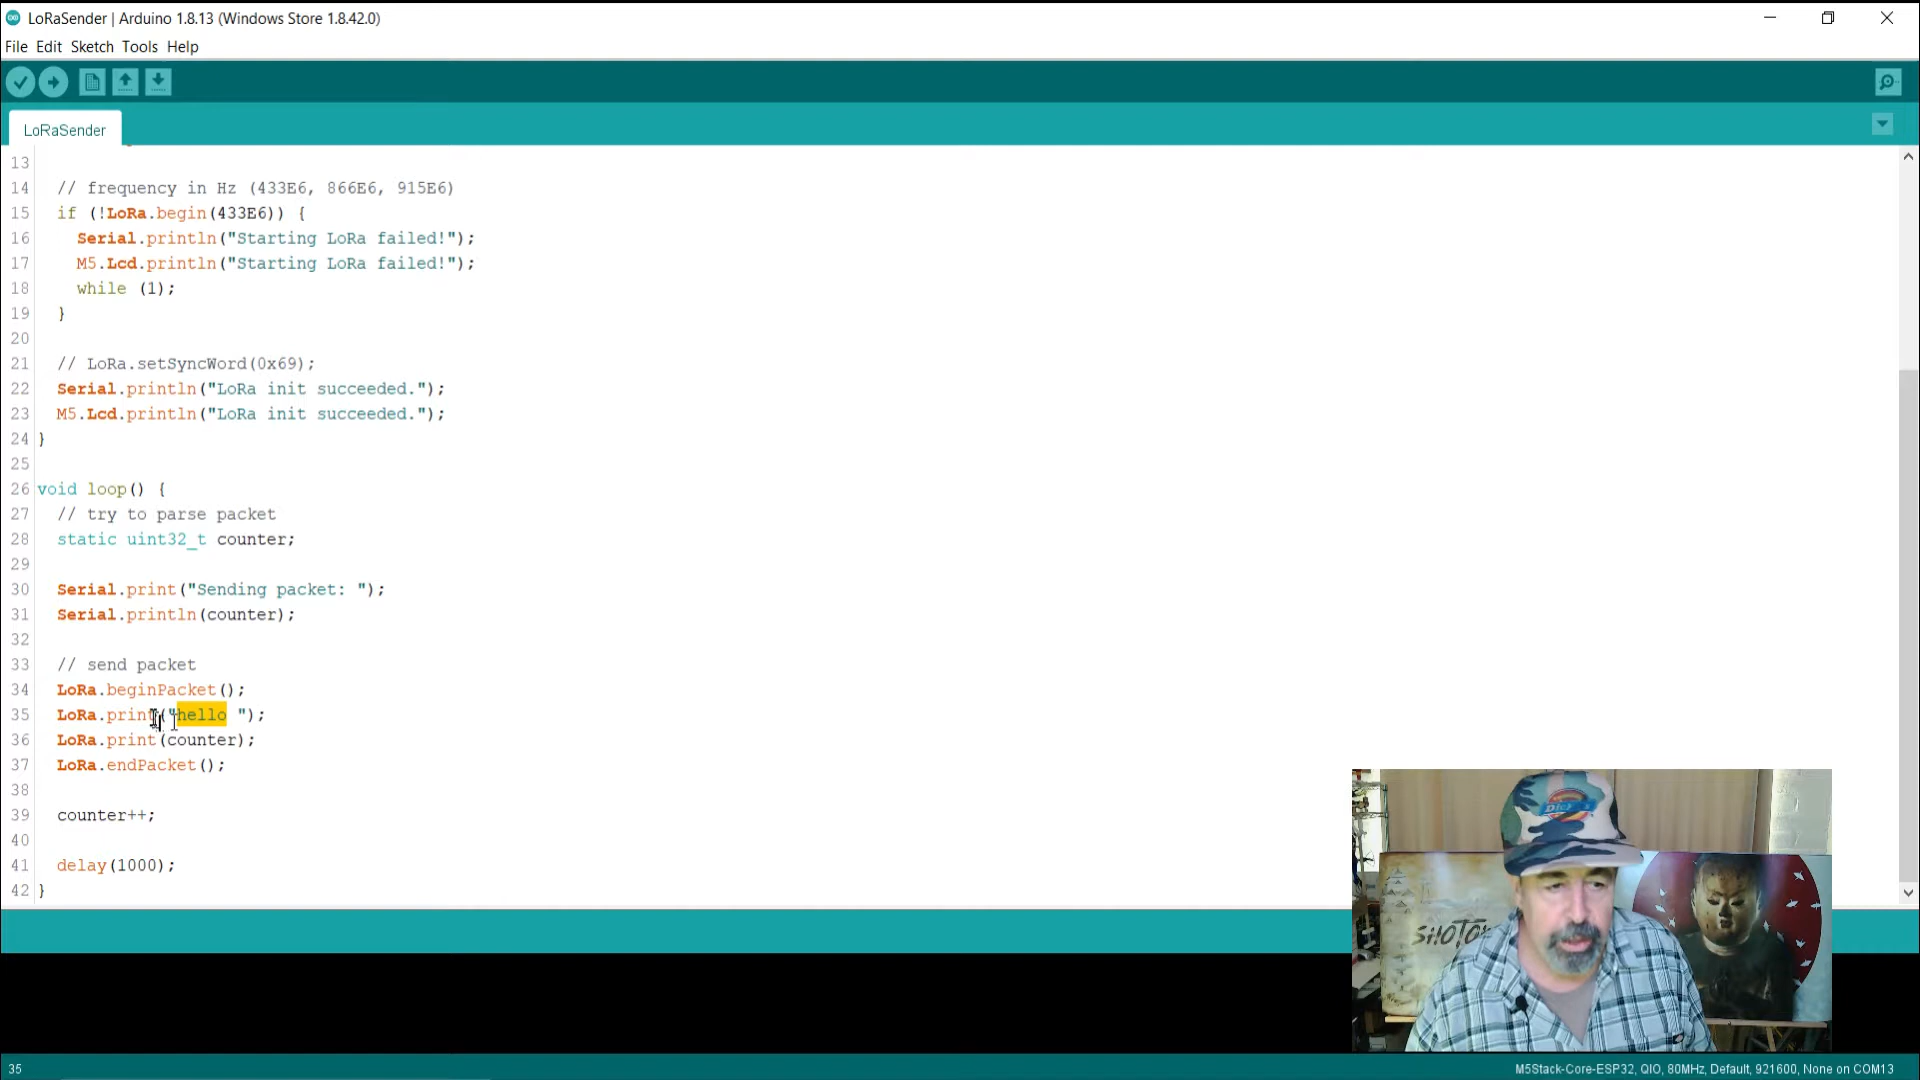 LoRaSender | Arduino 1.8.13 (Windows Store 1.8.42.0)
File Edit Sketch Tools Help
LoRaSender
13
14 // frequency in Hz (433E6, 866E6, 915E6)
15 if (!LoRa.begin(433E6)) {
16 Serial.println("Starting LoRa failed!");
17 M5.Lcd.println("Starting LoRa failed!");
18 while (1);
19 }
20
21 // LoRa.setSyncWord(0x69);
22 Serial.println("LoRa init succeeded.");
23 M5.Lcd.println("LoRa init succeeded.");
24 }
25
26 void loop() {
27 // try to parse packet
28 static uint32_t counter;
29
30 Serial.print("Sending packet: ");
31 Serial.println(counter);
32
33 // send packet
34 LoRa.beginPacket();
35 LoRa.print("hello ");
36 LoRa.print(counter);
37 LoRa.endPacket();
38
39 counter++;
40
41 delay(1000);
42 }
35
M5Stack-Core-ESP32, QIO, 80MHz, Default, 921600, None on COM13